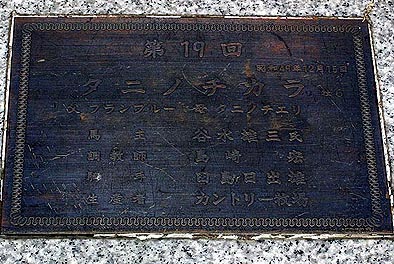 第19回
タニノチカラ
父 フランブルー 母 タニノチエリ
馬主 谷水雄三氏
調教師 島崎 宏
騎手 田島日出雄
生産者 カントリー牧場